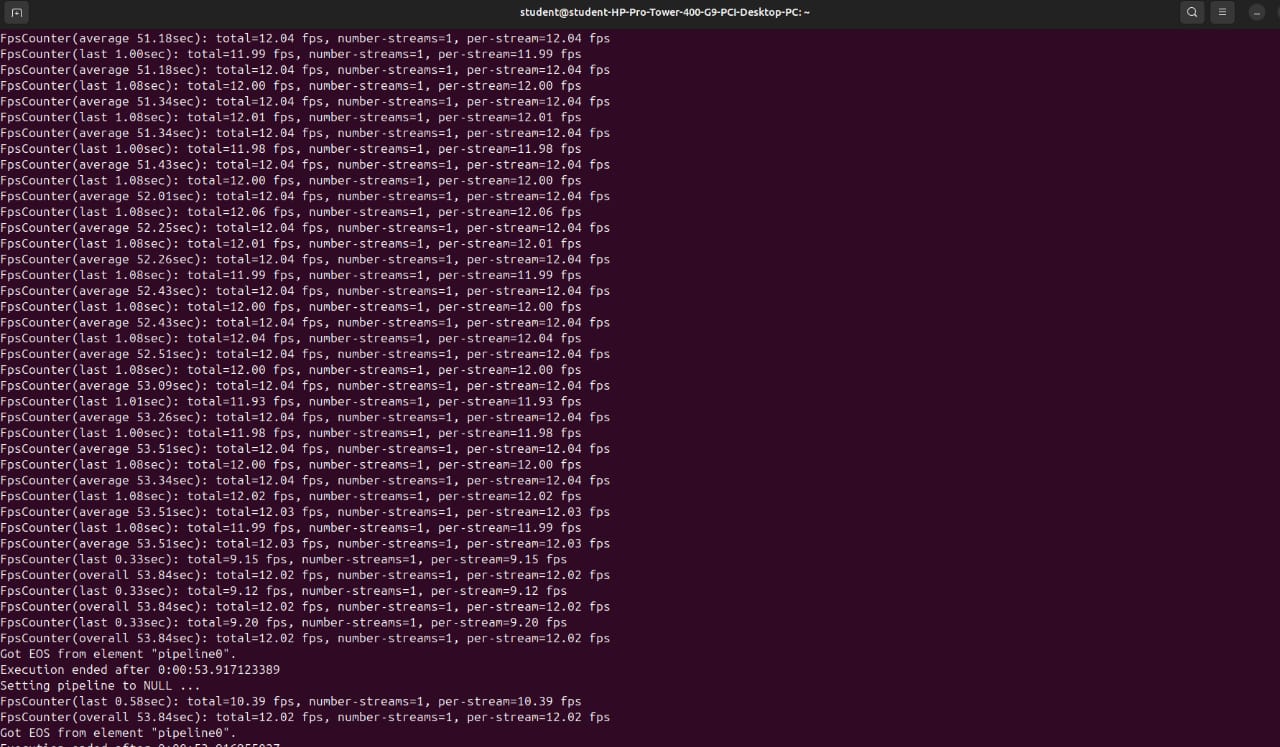 student@student-HP-Pro-Tower-400-G9-PCI-Desktop-PC: ~
FpsCounter(average 51.18sec): total=12.04 fps, number-streams=1, per-stream=12.04 fps
FpsCounter(last 1.00sec): total=11.99 fps, number-streams=1, per-stream=11.99 fps
FpsCounter(average 51.18sec): total=12.04 fps, number-streams=1, per-stream=12.04 fps
FpsCounter(last 1.08sec): total=12.00 fps, number-streams=1, per-stream=12.00 fps
FpsCounter(average 51.34sec): total=12.04 fps, number-streams=1, per-stream=12.04 fps
FpsCounter(last 1.08sec): total=12.01 fps, number-streams=1, per-stream=12.01 fps
FpsCounter(average 51.34sec): total=12.04 fps, number-streams=1, per-stream=12.04 fps
FpsCounter(last 1.00sec): total=11.98 fps, number-streams=1, per-stream=11.98 fps
FpsCounter(average 51.43sec): total=12.04 fps, number-streams=1, per-stream=12.04 fps
FpsCounter(last 1.08sec): total=12.00 fps, number-streams=1, per-stream=12.00 fps
FpsCounter(average 52.01sec): total=12.04 fps, number-streams=1, per-stream=12.04 fps
FpsCounter(last 1.08sec): total=12.06 fps, number-streams=1, per-stream=12.06 fps
FpsCounter(average 52.25sec): total=12.04 fps, number-streams=1, per-stream=12.04 fps
FpsCounter(last 1.08sec): total=12.01 fps, number-streams=1, per-stream=12.01 fps
FpsCounter(average 52.26sec): total=12.04 fps, number-streams=1, per-stream=12.04 fps
FpsCounter(last 1.08sec): total=11.99 fps, number-streams=1, per-stream=11.99 fps
FpsCounter(average 52.43sec): total=12.04 fps, number-streams=1, per-stream=12.04 fps
FpsCounter(last 1.08sec): total=12.00 fps, number-streams=1, per-stream=12.00 fps
FpsCounter(average 52.43sec): total=12.04 fps, number-streams=1, per-stream=12.04 fps
FpsCounter(last 1.08sec): total=12.04 fps, number-streams=1, per-stream=12.04 fps
FpsCounter(average 52.51sec): total=12.04 fps, number-streams=1, per-stream=12.04 fps
FpsCounter(last 1.08sec): total=12.00 fps, number-streams=1, per-stream=12.00 fps
FpsCounter(average 53.09sec): total=12.04 fps, number-streams=1, per-stream=12.04 fps
FpsCounter(last 1.01sec): total=11.93 fps, number-streams=1, per-stream=11.93 fps
FpsCounter(average 53.26sec): total=12.04 fps, number-streams=1, per-stream=12.04 fps
FpsCounter(last 1.00sec): total=11.98 fps, number-streams=1, per-stream=11.98 fps
FpsCounter(average 53.51sec): total=12.04 fps, number-streams=1, per-stream=12.04 fps
FpsCounter(last 1.08sec): total=12.00 fps, number-streams=1, per-stream=12.00 fps
FpsCounter(average 53.34sec): total=12.04 fps, number-streams=1, per-stream=12.04 fps
FpsCounter(last 1.08sec): total=12.02 fps, number-streams=1, per-stream=12.02 fps
FpsCounter(average 53.51sec): total=12.03 fps, number-streams=1, per-stream=12.03 fps
FpsCounter(last 1.08sec): total=11.99 fps, number-streams=1, per-stream=11.99 fps
FpsCounter(average 53.51sec): total=12.03 fps, number-streams=1, per-stream=12.03 fps
FpsCounter(last 0.33sec): total=9.15 fps, number-streams=1, per-stream=9.15 fps
FpsCounter(overall 53.84sec): total=12.02 fps, number-streams=1, per-stream=12.02 fps
FpsCounter(last 0.33sec): total=9.12 fps, number-streams=1, per-stream=9.12 fps
FpsCounter(overall 53.84sec): total=12.02 fps, number-streams=1, per-stream=12.02 fps
FpsCounter(last 0.33sec): total=9.20 fps, number-streams=1, per-stream=9.20 fps
FpsCounter(overall 53.84sec): total=12.02 fps, number-streams=1, per-stream=12.02 fps
Got EOS from element "pipeline0".
Execution ended after 0:00:53.917123389
Setting pipeline to NULL ...
FpsCounter(last 0.58sec): total=10.39 fps, number-streams=1, per-stream=10.39 fps
FpsCounter(overall 53.84sec): total=12.02 fps, number-streams=1, per-stream=12.02 fps
Got EOS from element "pipeline0".
Execution ended after